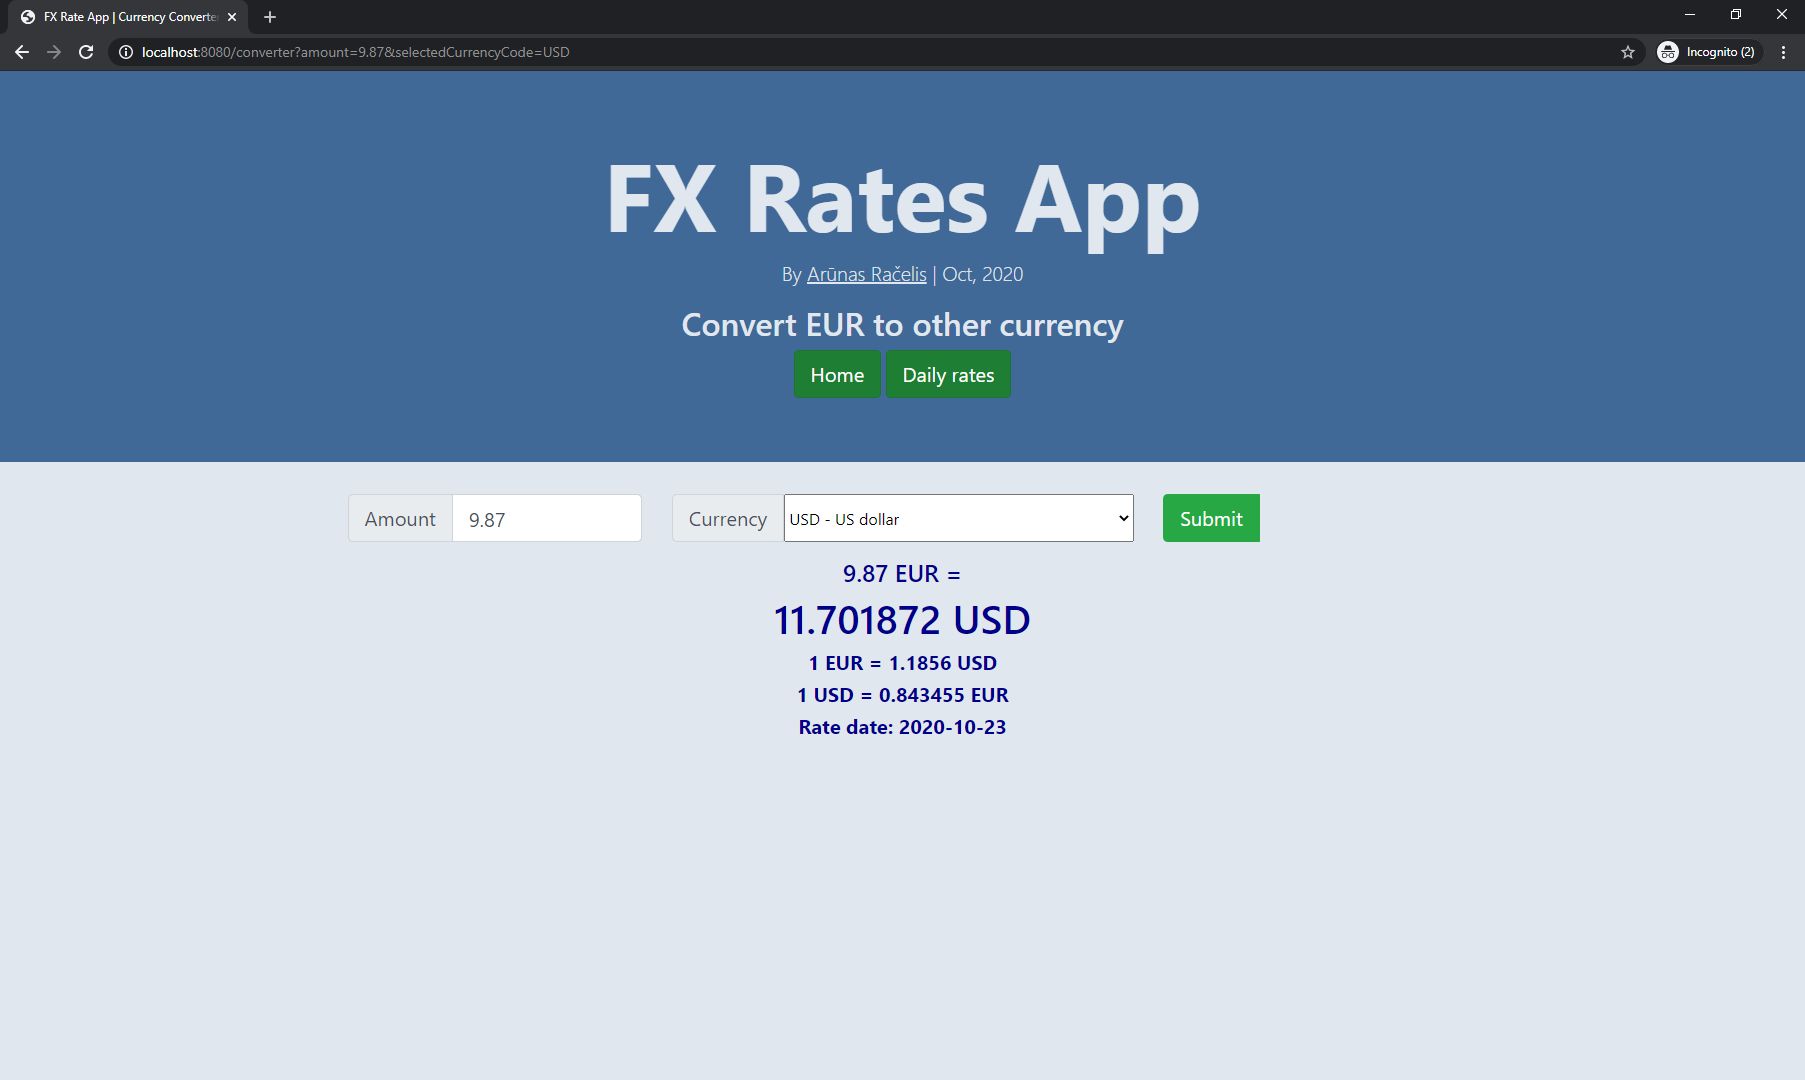 FX Rate App | Currency Converte
localhost:8080/converter?amount=9.87&selectedCurrencyCode=USD
Incognito (2)
FX Rates App
By Arūnas Račelis | Oct, 2020
Convert EUR to other currency
Home Daily rates
Amount 9.87 Currency USD - US dollar Submit
9.87 EUR =
11.701872 USD
1 EUR = 1.1856 USD
1 USD = 0.843455 EUR
Rate date: 2020-10-23